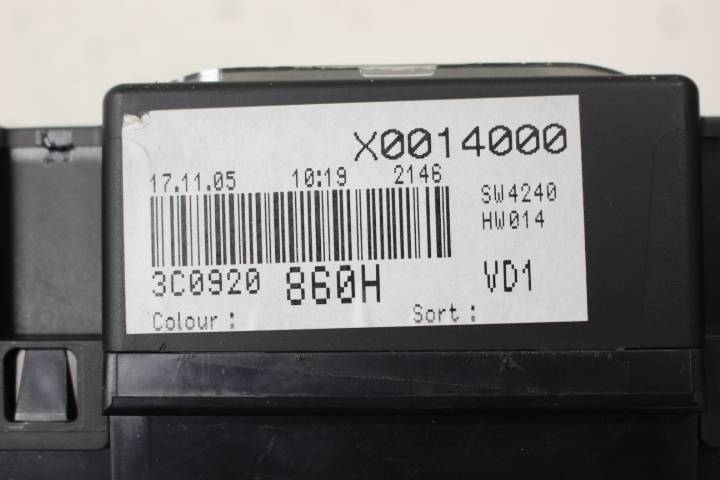 X0014000
17.11.05 10:19 2146
SW4240
HW014
3C0920 860H VD1
Colour : Sort :